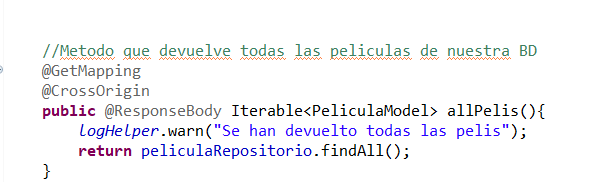 //Metodo que devuelve todas las peliculas de nuestra BD
@GetMapping
@CrossOrigin
public @ResponseBody Iterable<PeliculaModel> allPelis(){
    logHelper.warn("Se han devuelto todas las pelis");
    return peliculaRepositorio.findAll();
}